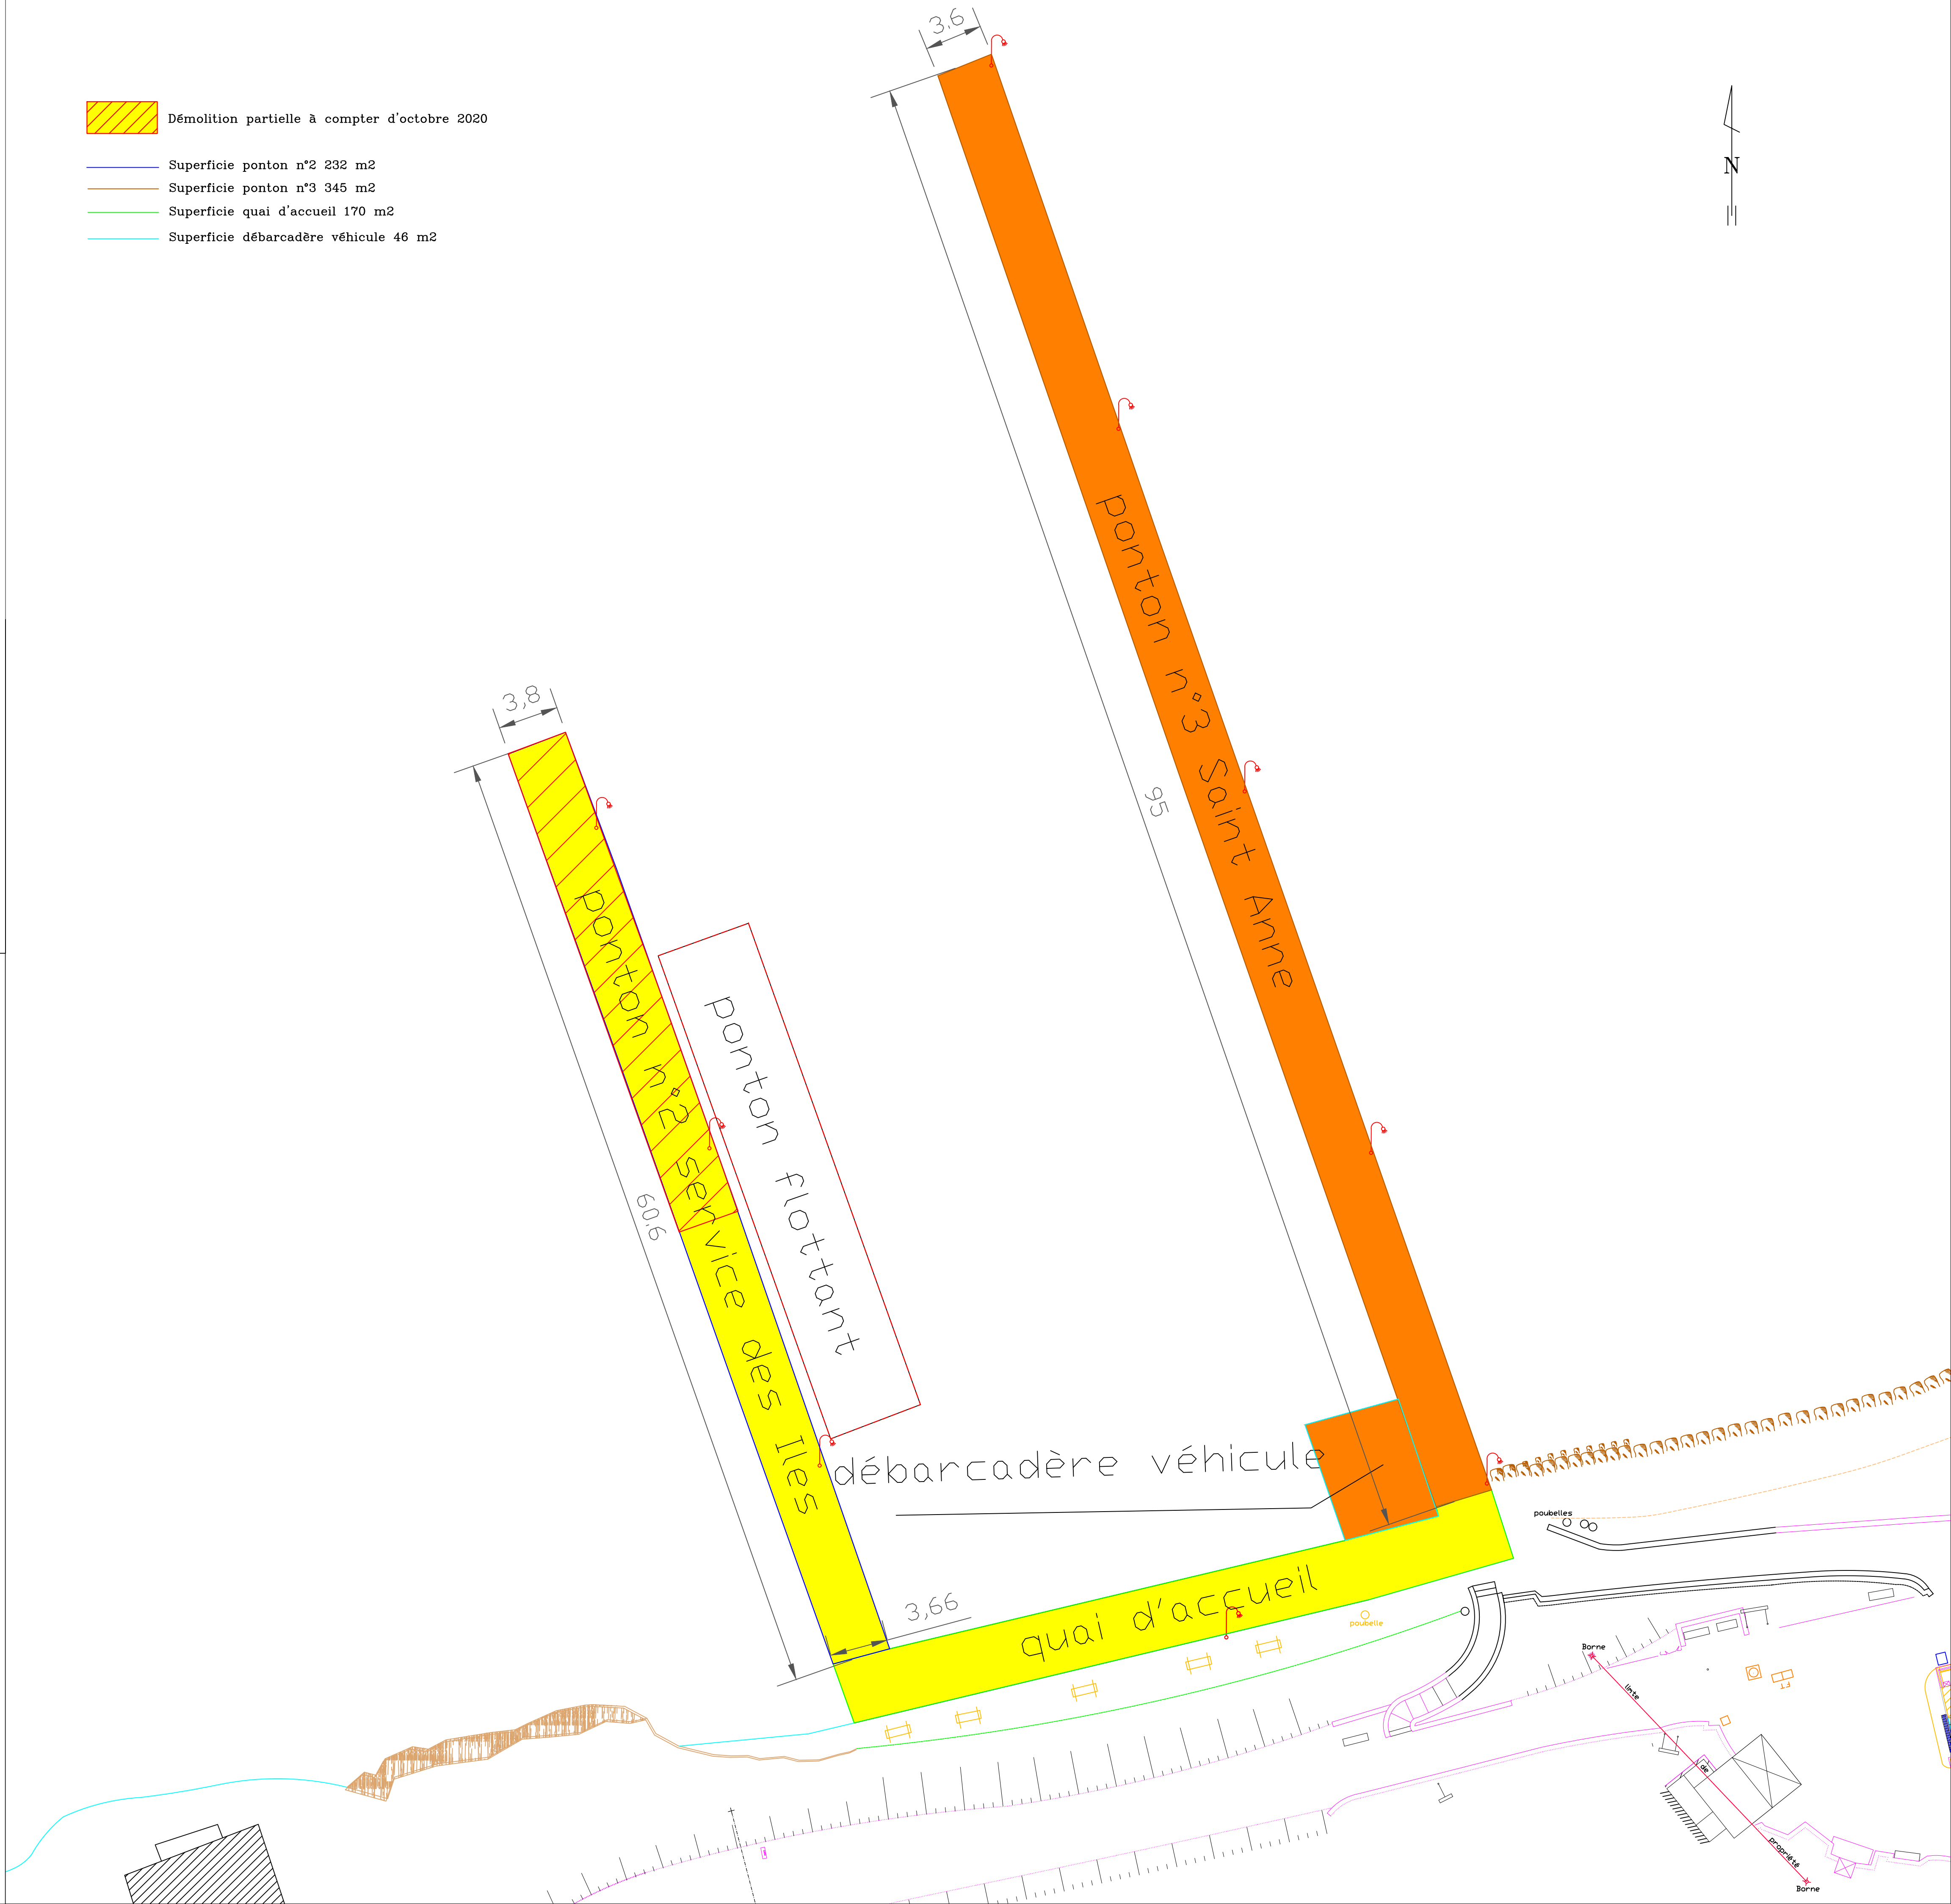 3,6
Démolition partielle à compter d'octobre 2020
Superficie ponton n°2 232 m2
Superficie ponton n°3 345 m2
Superficie quai d'accueil 170 m2
Superficie débarcadère véhicule 46 m2
N
ponton n°3 Saint Anne
95
3,8
ponton n°2 service des Iles
60,6
ponton flottant
débarcadère véhicule
poubelles
3,66
quai d'accueil
poubelle
Borne
limte
de
propriété
Borne